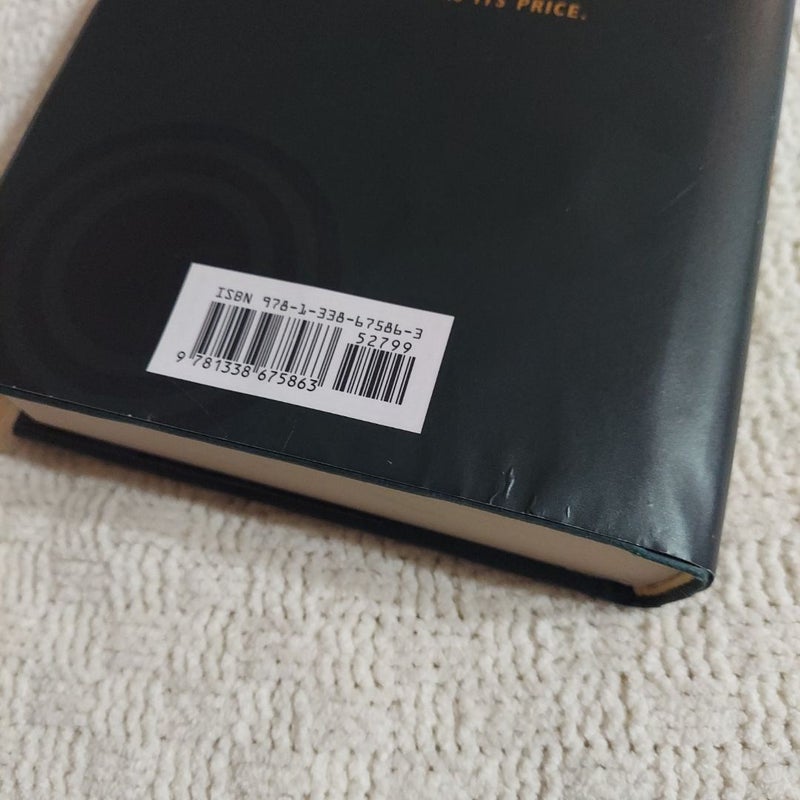 ITS PRICE.
ISBN 978-1-338-67586-3
52799
9 781338 675863